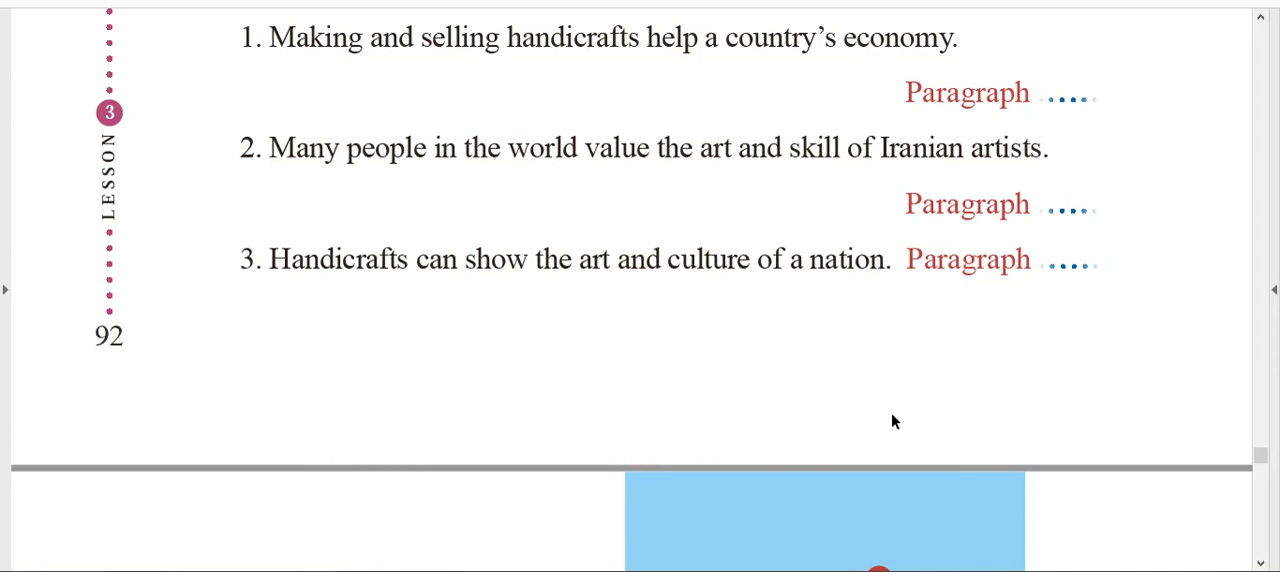 1. Making and selling handicrafts help a country’s economy.
Paragraph ......
2. Many people in the world value the art and skill of Iranian artists.
Paragraph ......
3. Handicrafts can show the art and culture of a nation. Paragraph ......
3
LESSON
92